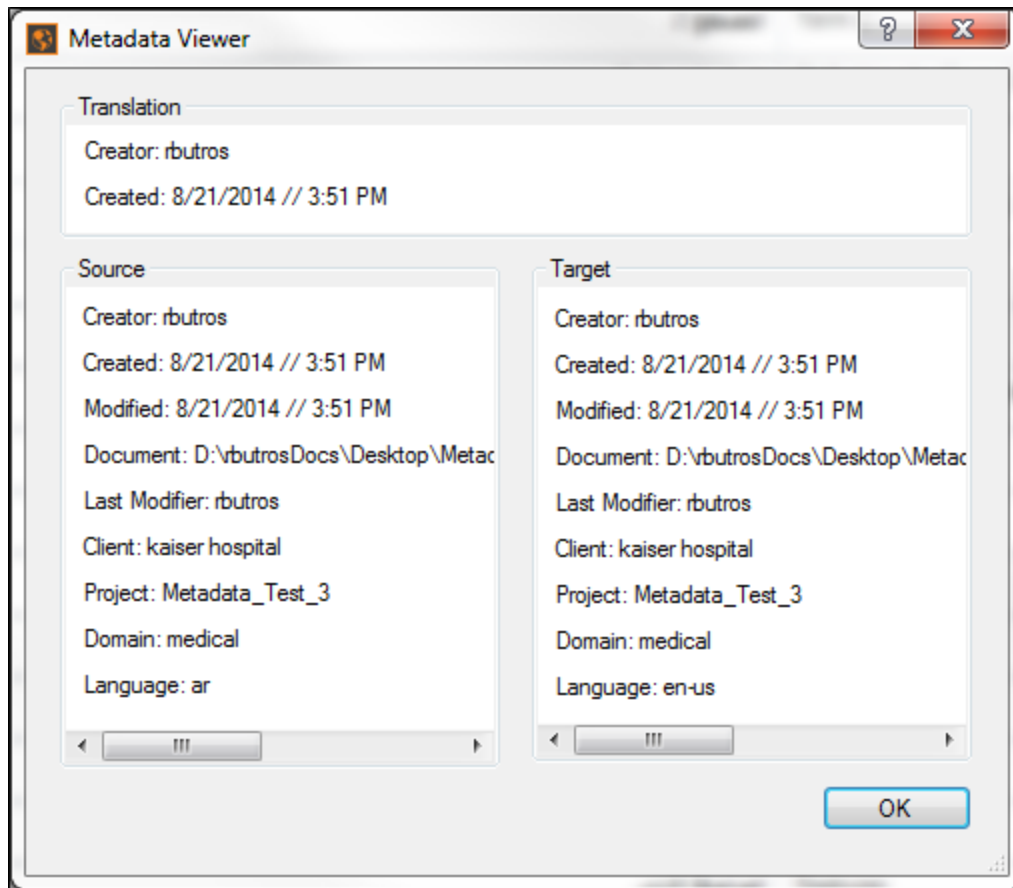 Metadata Viewer
Translation
Creator: rbutros
Created: 8/21/2014 // 3:51 PM
Source
Creator: rbutros
Created: 8/21/2014 // 3:51 PM
Modified: 8/21/2014 // 3:51 PM
Document: D:\rbutrosDocs\Desktop\Metac
Last Modifier: rbutros
Client: kaiser hospital
Project: Metadata_Test_3
Domain: medical
Language: ar
Target
Creator: rbutros
Created: 8/21/2014 // 3:51 PM
Modified: 8/21/2014 // 3:51 PM
Document: D:\rbutrosDocs\Desktop\Metac
Last Modifier: rbutros
Client: kaiser hospital
Project: Metadata_Test_3
Domain: medical
Language: en-us
OK